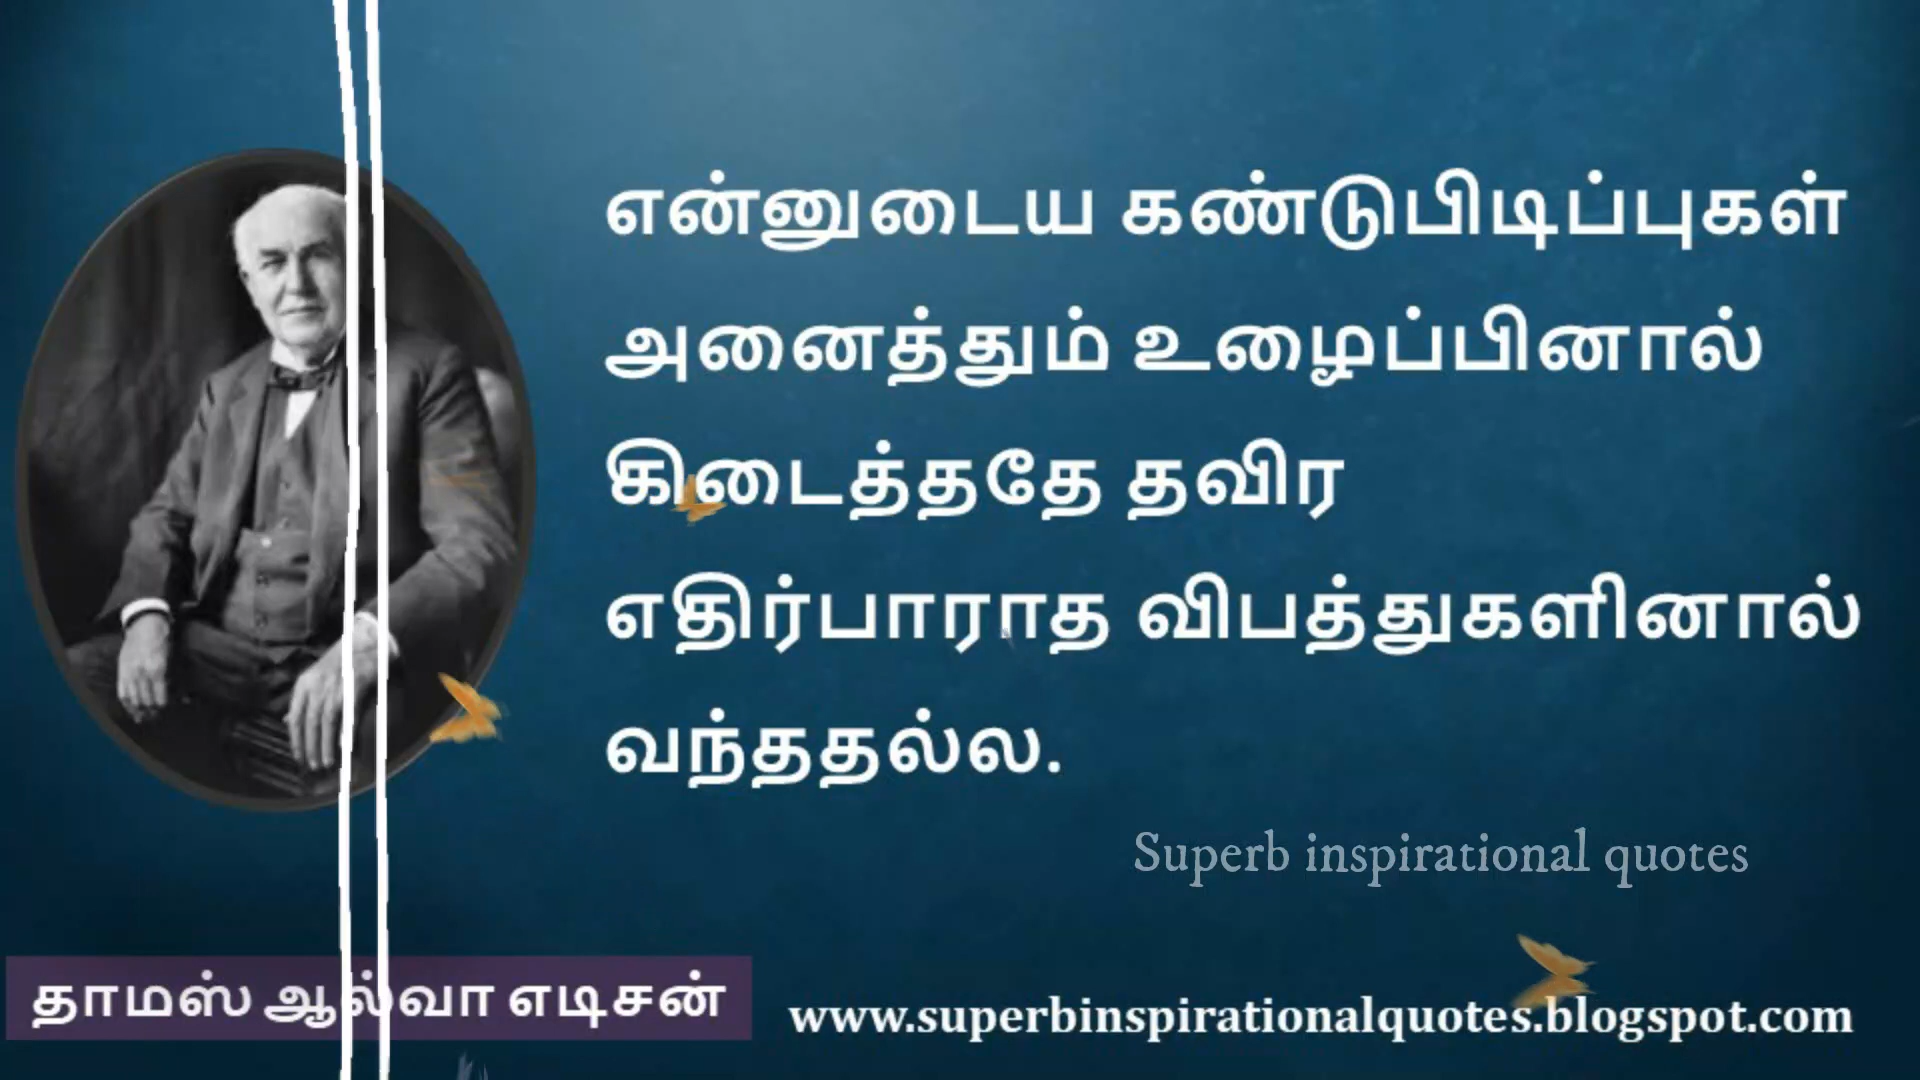 என்னுடைய கண்டுபிடிப்புகள்
அனைத்தும் உழைப்பினால்
கிடைத்ததே தவிர
எதிர்பாராத விபத்துகளினால்
வந்ததல்ல.
Superb inspirational quotes
தாமஸ் ஆல்வா எடிசன்
www.superbinspirationalquotes.blogspot.com